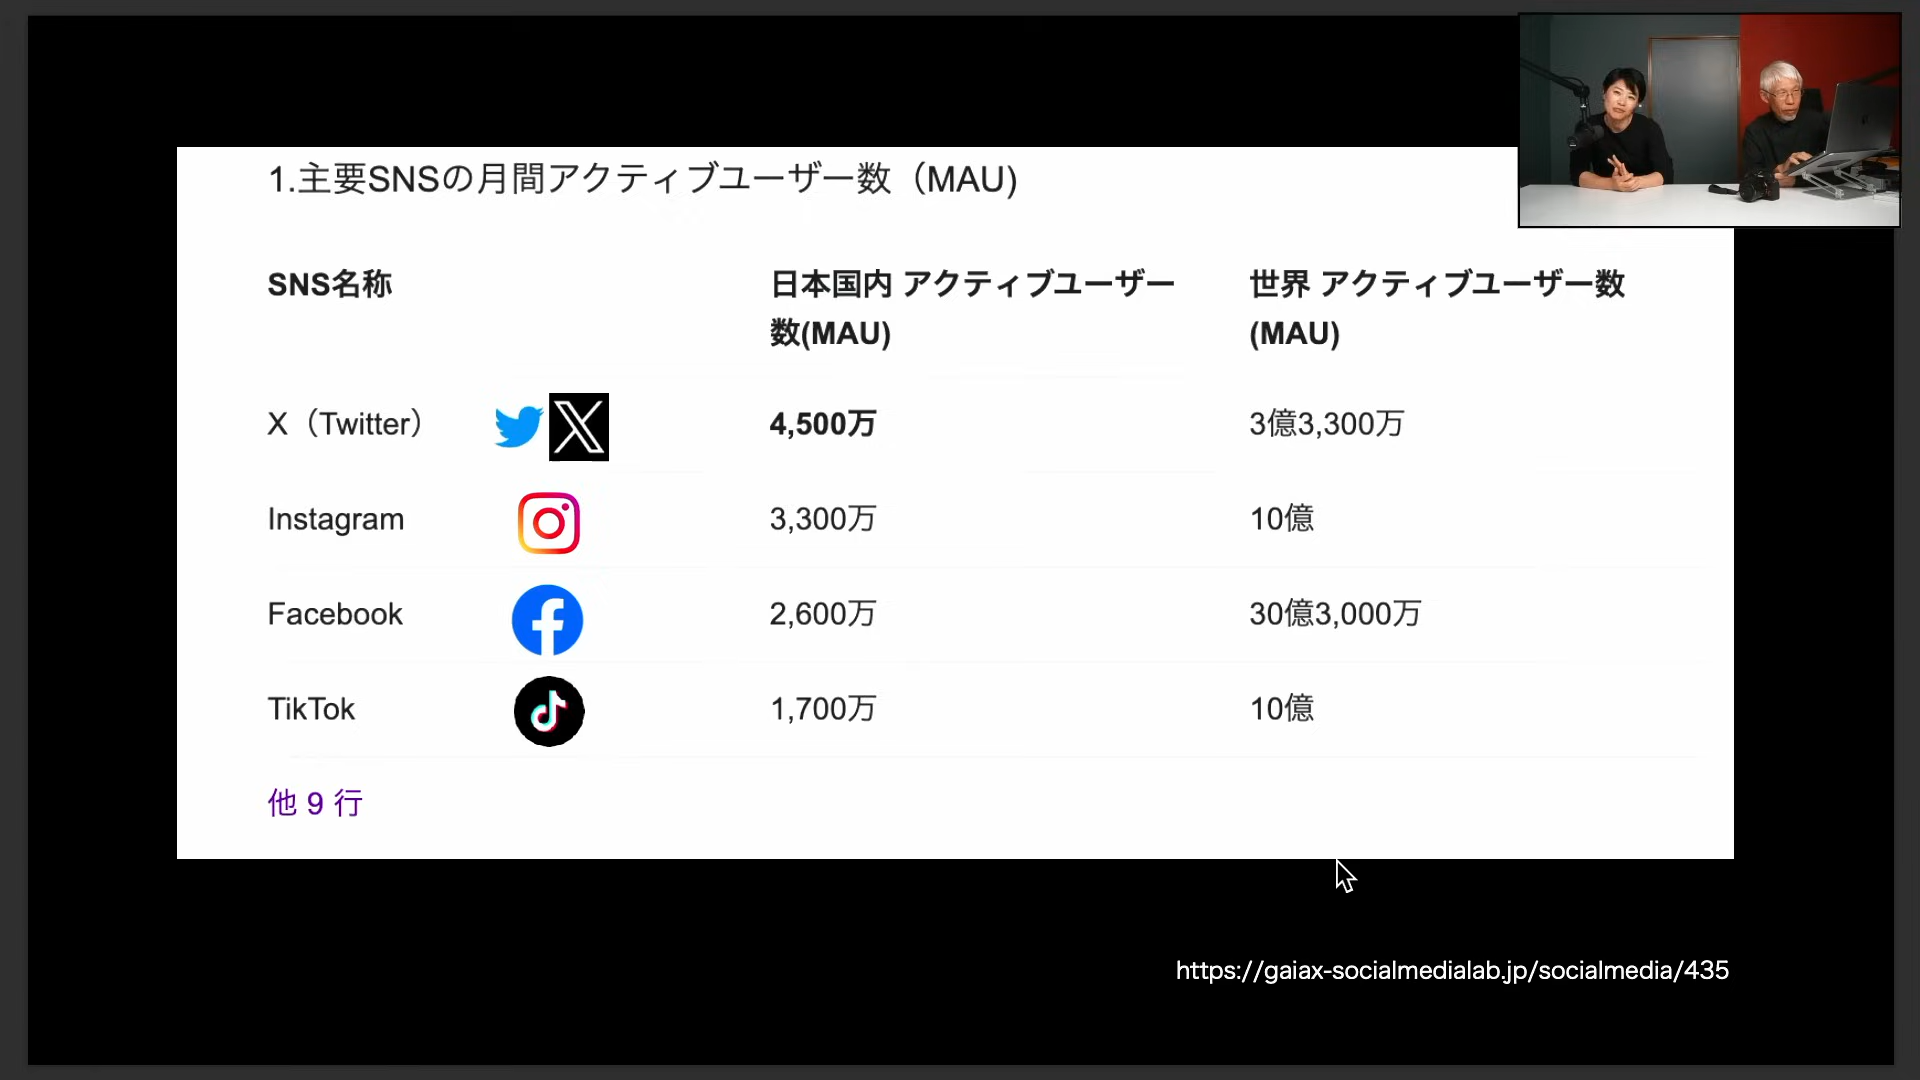 1.主要SNSの月間アクティブユーザー数（MAU)
SNS名称
日本国内 アクティブユーザー
数(MAU)
世界 アクティブユーザー数
(MAU)
X（Twitter） 4,500万 3億3,300万
Instagram 3,300万 10億
Facebook 2,600万 30億3,000万
TikTok 1,700万 10億
他 9 行
https://gaiax-socialmedialab.jp/socialmedia/435